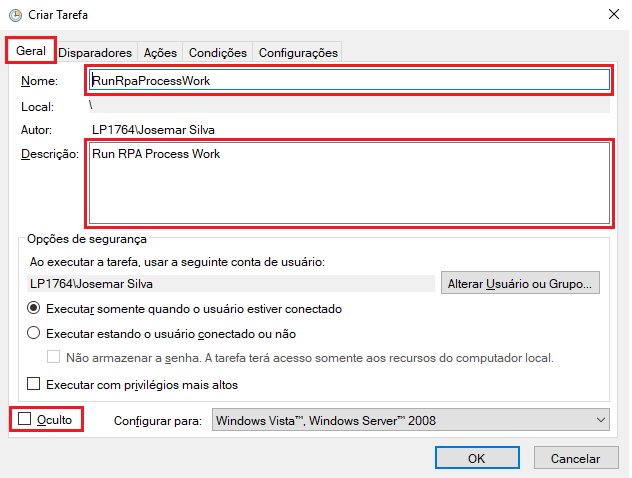 Criar Tarefa
Geral Disparadores Ações Condições Configurações
Nome: RunRpaProcessWork
Local: \
Autor: LP1764\Josemar Silva
Descrição: Run RPA Process Work
Opções de segurança
Ao executar a tarefa, usar a seguinte conta de usuário:
LP1764\Josemar Silva Alterar Usuário ou Grupo...
Executar somente quando o usuário estiver conectado
Executar estando o usuário conectado ou não
Não armazenar a senha. A tarefa terá acesso somente aos recursos do computador local.
Executar com privilégios mais altos
Oculto Configurar para: Windows Vista™, Windows Server™ 2008
OK Cancelar